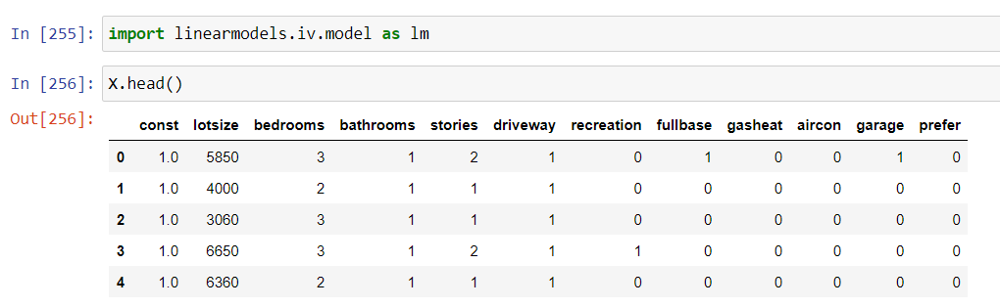 In [255]: import linearmodels.iv.model as lm
In [256]: X.head()
Out[256]:
const lotsize bedrooms bathrooms stories driveway recreation fullbase gasheat aircon garage prefer
0 1.0 5850 3 1 2 1 0 1 0 0 1 0
1 1.0 4000 2 1 1 1 0 0 0 0 0 0
2 1.0 3060 3 1 1 1 0 0 0 0 0 0
3 1.0 6650 3 1 2 1 1 0 0 0 0 0
4 1.0 6360 2 1 1 1 0 0 0 0 0 0